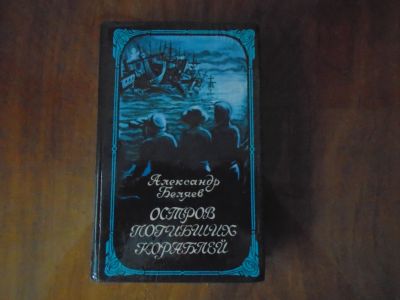 Александр
Беляев
ОСТРОВ
ПОГИБШИХ
КОРАБЛЕЙ